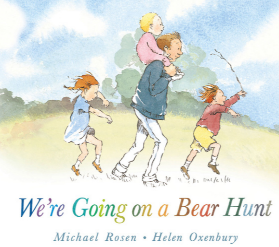 We're Going on a Bear Hunt
Michael Rosen • Helen Oxenbury